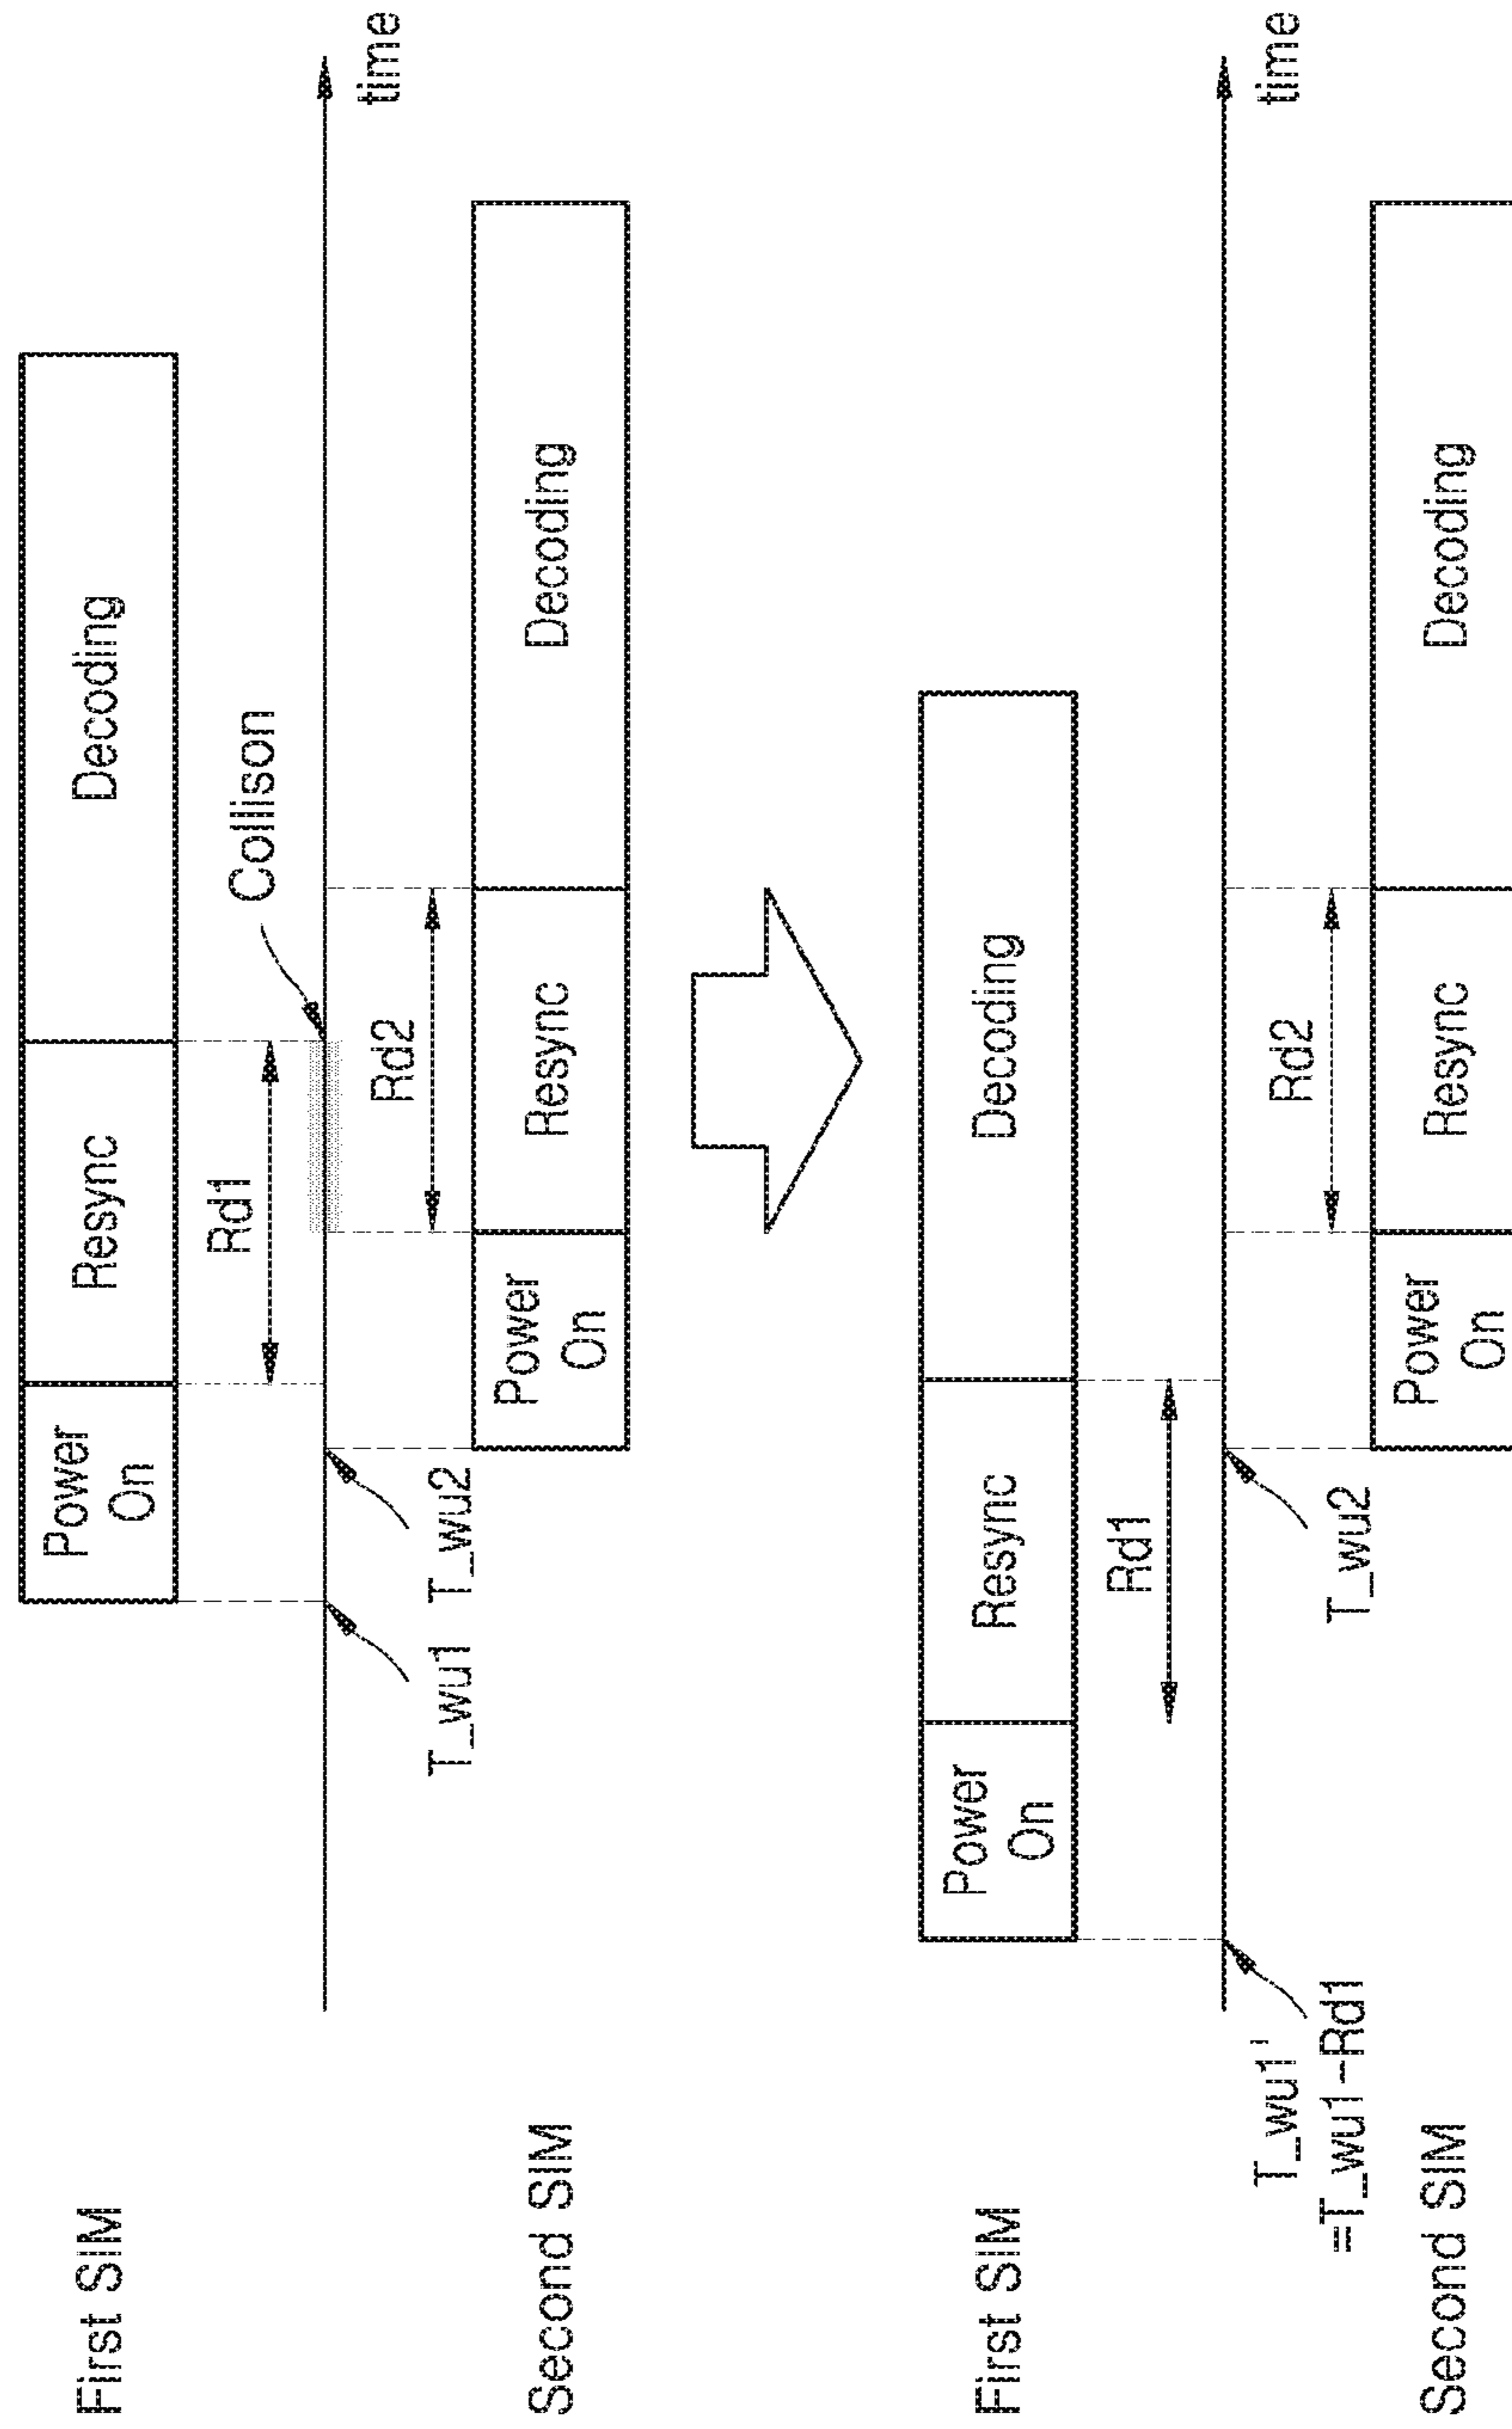 First SIM
Power
On
Resync
Decoding
Rd1
Collison
time
T_wu1
T_wu2
Rd2
Second SIM
Power
On
Resync
Decoding
First SIM
Power
On
Resync
Decoding
Rd1
time
T_wu1'
=T_wu1-Rd1
T_wu2
Rd2
Second SIM
Power
On
Resync
Decoding